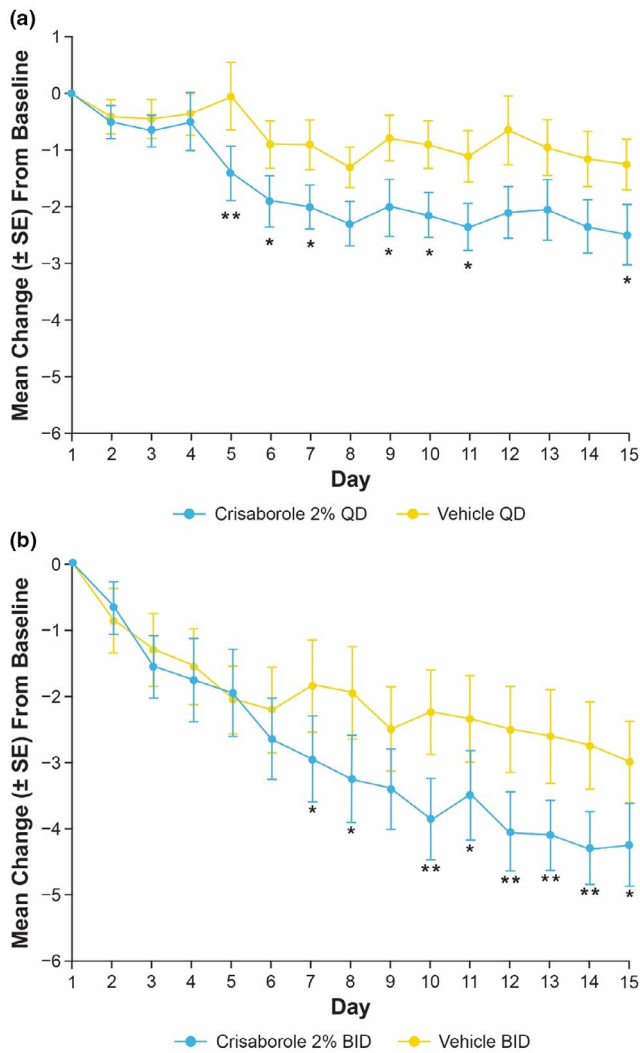 (a)
Mean Change (± SE) From Baseline
1
0
−1
−2
−3
−4
−5
−6
** * * * * * *
1 2 3 4 5 6 7 8 9 10 11 12 13 14 15
Day
Crisaborole 2% QD Vehicle QD
(b)
Mean Change (± SE) From Baseline
0
−1
−2
−3
−4
−5
−6
* * ** * ** ** ** *
1 2 3 4 5 6 7 8 9 10 11 12 13 14 15
Day
Crisaborole 2% BID Vehicle BID